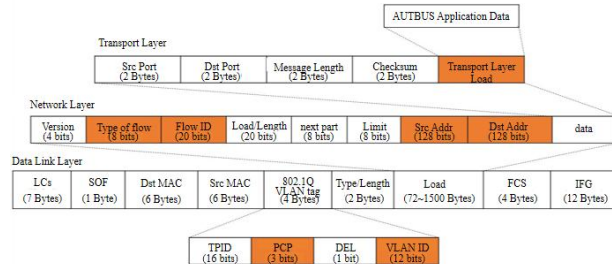 AUTBUS Application Data
Transport Layer
Src Port
(2 Bytes)
Dst Port
(2 Bytes)
Message Length
(2 Bytes)
Checksum
(2 Bytes)
Transport Layer
Load
Network Layer
Version
(4 bits)
Type of flow
(8 bits)
Flow ID
(20 bits)
Load/Length
(20 bits)
next part
(8 bits)
Limit
(8 bits)
Src Addr
(128 bits)
Dst Addr
(128 bits)
data
Data Link Layer
LCs
(7 Bytes)
SOF
(1 Byte)
Dst MAC
(6 Bytes)
Src MAC
(6 Bytes)
802.1Q
VLAN tag
(4 Bytes)
Type/Length
(2 Bytes)
Load
(72~1500 Bytes)
FCS
(4 Bytes)
IFG
(12 Bytes)
TPID
(16 bits)
PCP
(3 bits)
DEL
(1 bit)
VLAN ID
(12 bits)